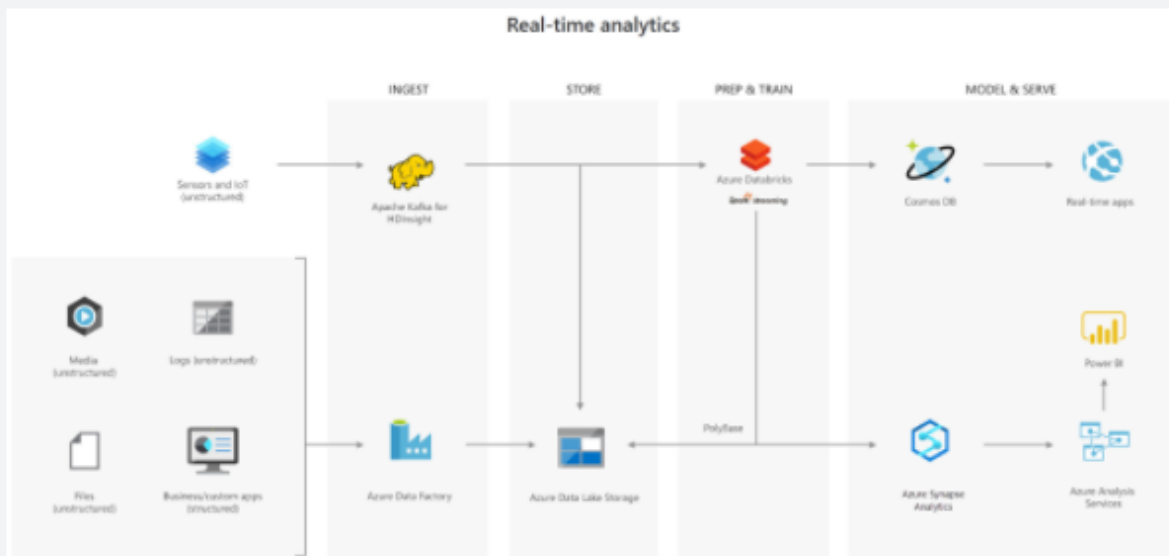 Real-time analytics
INGEST
STORE
PREP & TRAIN
MODEL & SERVE
Sensors and IoT
(unstructured)
Apache Kafka for
HDInsight
Azure Databricks
Spark streaming
Cosmos DB
Real-time apps
Media
(unstructured)
Logs (unstructured)
Power BI
Files
(unstructured)
Business/custom apps
(structured)
Azure Data Factory
Azure Data Lake Storage
PolyBase
Azure Synapse
Analytics
Azure Analysis
Services